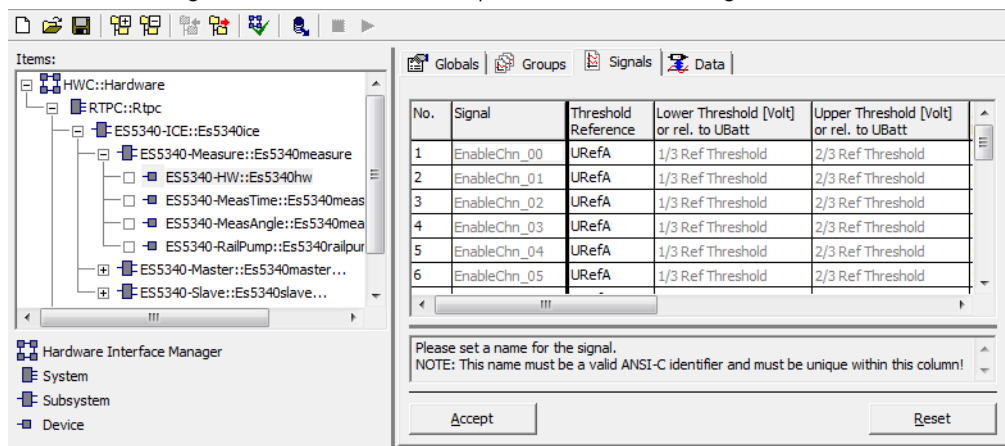 Items:
HWC::Hardware
RTPC::Rtpc
ES5340-ICE::Es5340ice
ES5340-Measure::Es5340measure
ES5340-HW::Es5340hw
ES5340-MeasTime::Es5340meas
ES5340-MeasAngle::Es5340mea
ES5340-RailPump::Es5340railpur
ES5340-Master::Es5340master...
ES5340-Slave::Es5340slave...
Hardware Interface Manager
System
Subsystem
Device
Globals Groups Signals Data
No. Signal Threshold Reference Lower Threshold [Volt] or rel. to UBatt Upper Threshold [Volt] or rel. to UBatt
1 EnableChn_00 URefA 1/3 Ref Threshold 2/3 Ref Threshold
2 EnableChn_01 URefA 1/3 Ref Threshold 2/3 Ref Threshold
3 EnableChn_02 URefA 1/3 Ref Threshold 2/3 Ref Threshold
4 EnableChn_03 URefA 1/3 Ref Threshold 2/3 Ref Threshold
5 EnableChn_04 URefA 1/3 Ref Threshold 2/3 Ref Threshold
6 EnableChn_05 URefA 1/3 Ref Threshold 2/3 Ref Threshold
Please set a name for the signal.
NOTE: This name must be a valid ANSI-C identifier and must be unique within this column!
Accept Reset